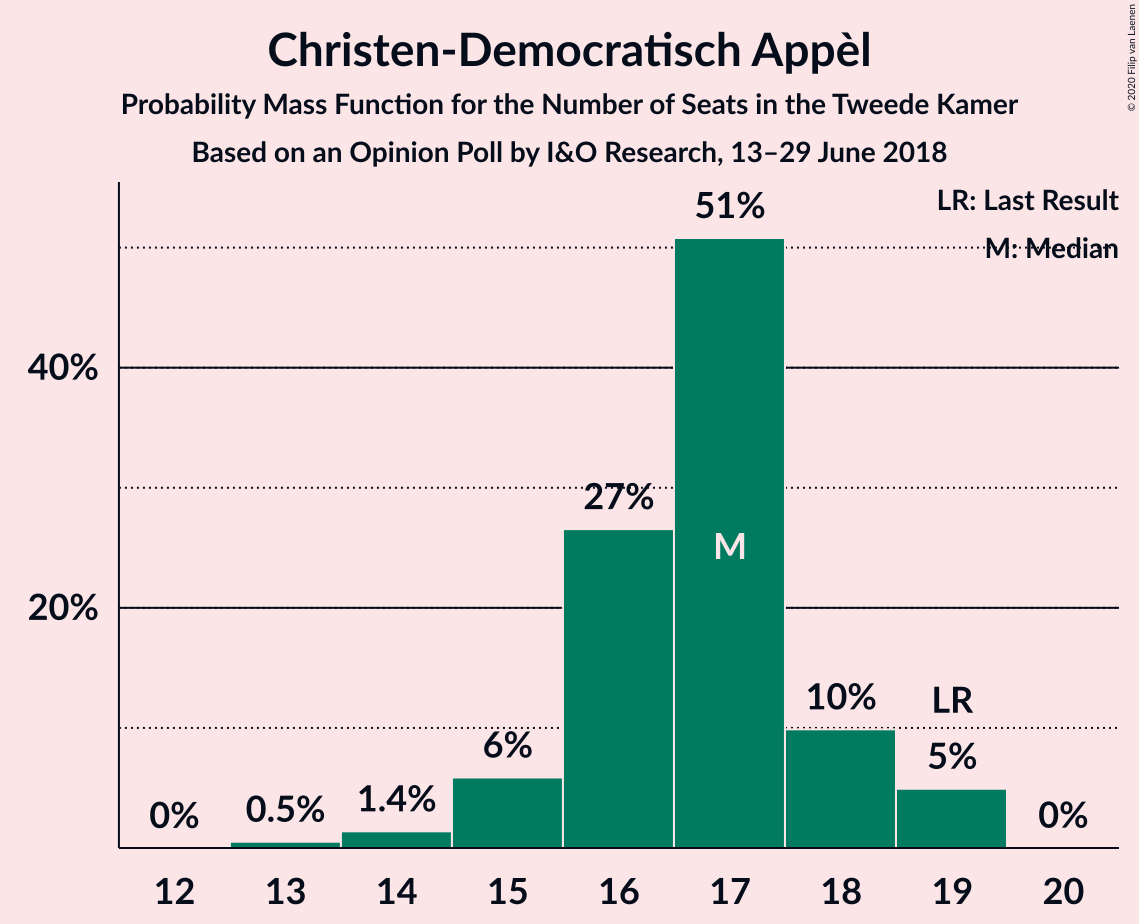 © 2020 Filip van Laenen
Christen-Democratisch Appèl
Probability Mass Function for the Number of Seats in the Tweede Kamer
Based on an Opinion Poll by I&O Research, 13–29 June 2018
LR: Last Result
M: Median
51%
40%
27%
M
20%
10%
LR
6%
5%
1.4%
0.5%
0%
0%
12 13 14 15 16 17 18 19 20